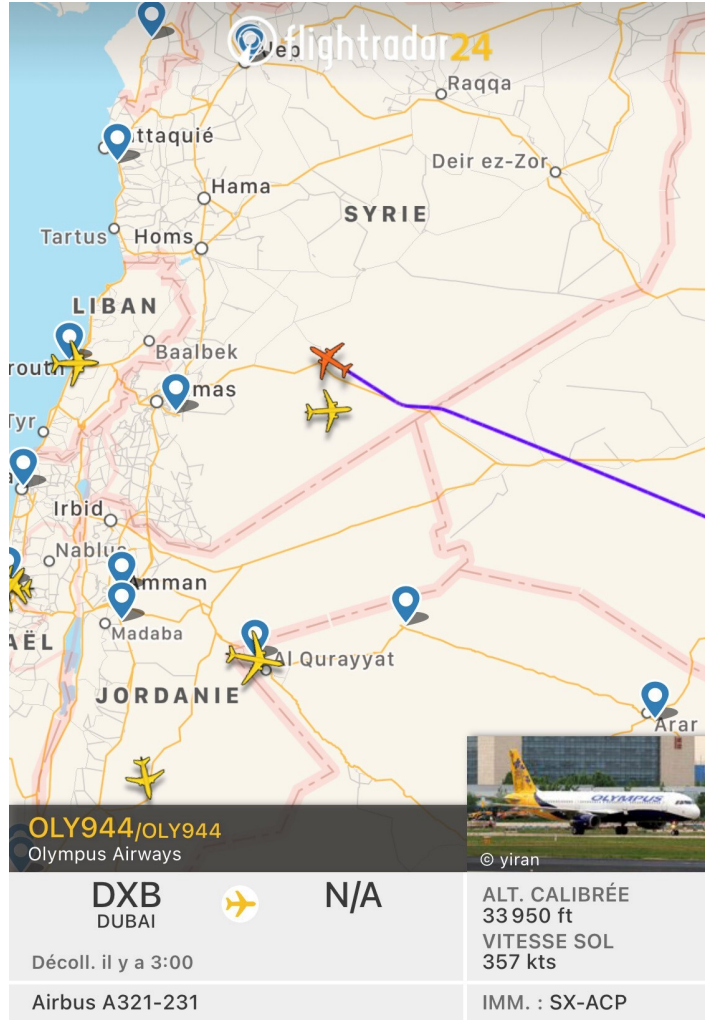 flightradar24
Alep
Raqqa
Lattaquié
Deir ez-Zor
Hama
SYRIE
Tartus
Homs
LIBAN
Baalbek
routh
mas
Tyr
Irbid
Nablus
Amman
Madaba
AËL
Al Qurayyat
JORDANIE
Arar
OLYMPUS
OLY944/OLY944
Olympus Airways
© yiran
DXB
DUBAI
N/A
Décoll. il y a 3:00
ALT. CALIBRÉE
33 950 ft
VITESSE SOL
357 kts
Airbus A321-231
IMM. : SX-ACP